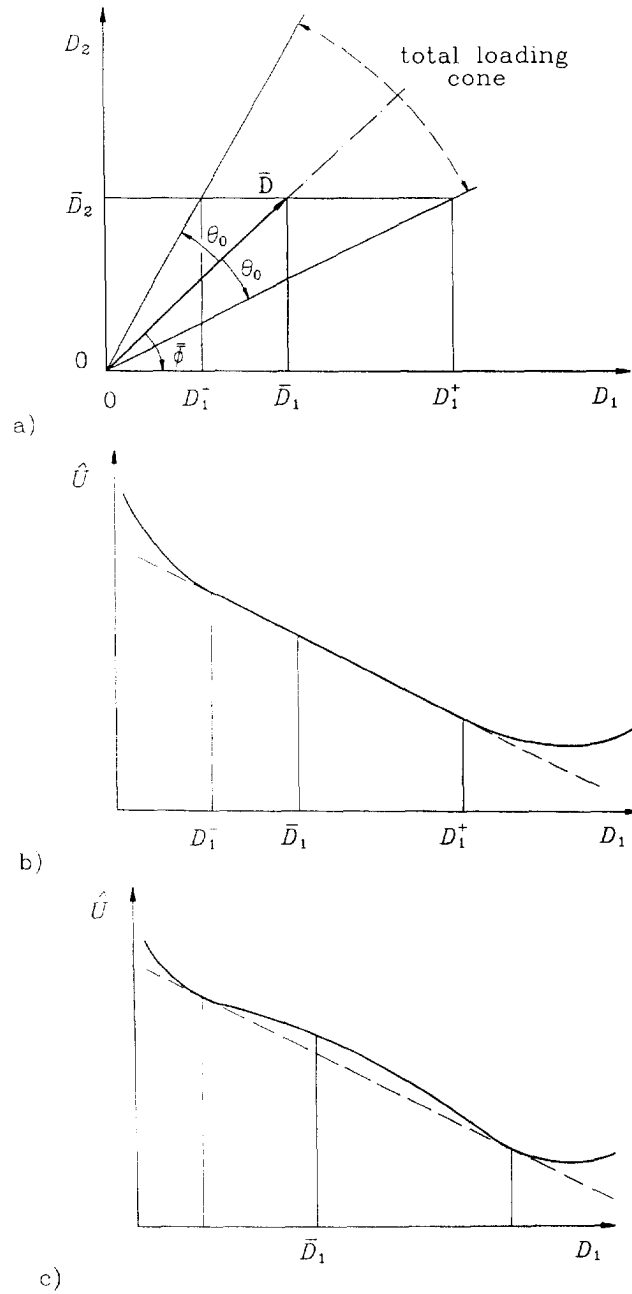 D₂
total loading
cone
D̄
D̄₂
θ₀
θ₀
ϕ̄
0
0
D₁⁻
D̄₁
D₁⁺
D₁
a)
Û
D₁⁻
D̄₁
D₁⁺
D₁
b)
Û
D̄₁
D₁
c)